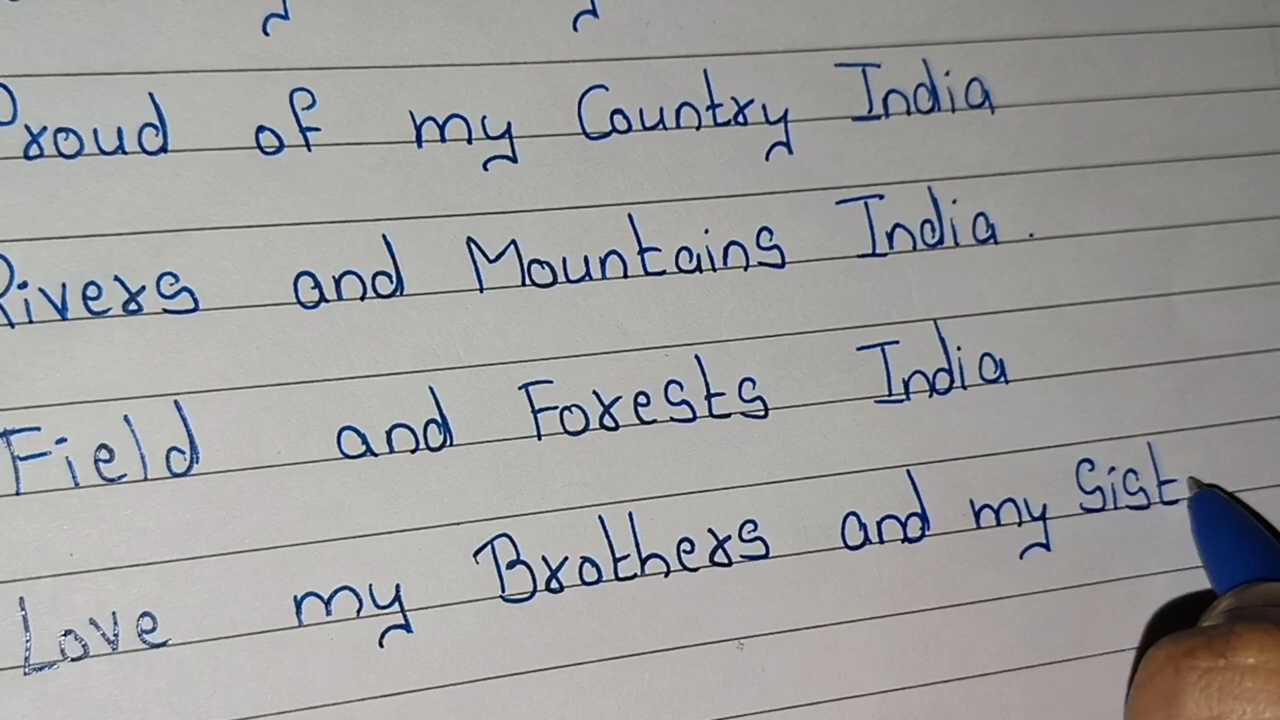 Proud of my Country India
Rivers and Mountains India.
Field and Forests India
Love my Brothers and my Sist